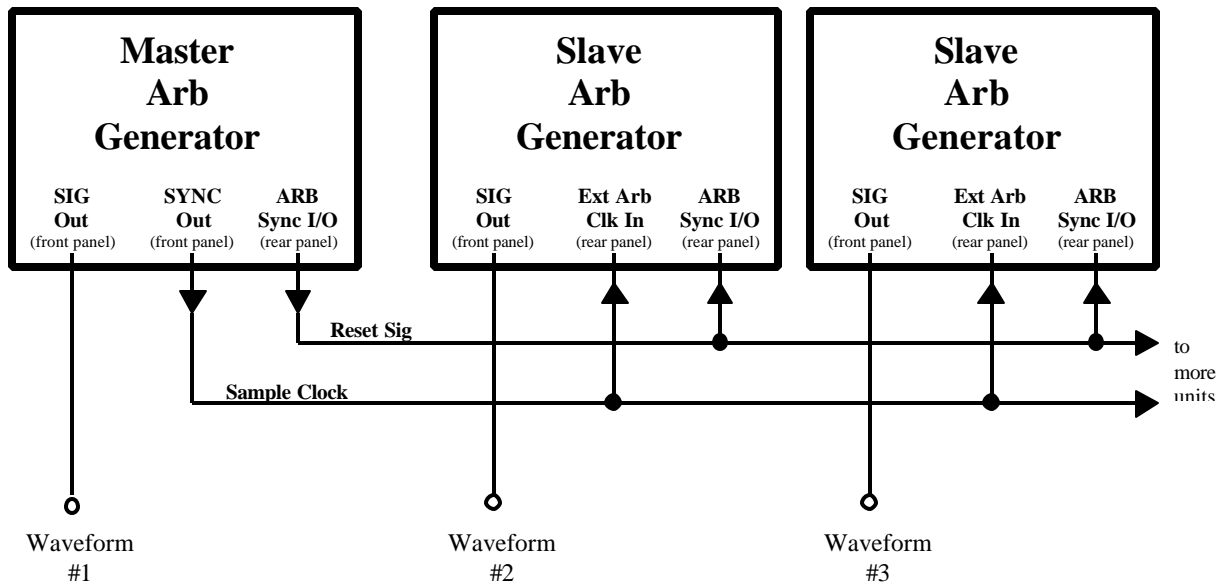 Master
Arb
Generator
SIG
Out
(front panel)
SYNC
Out
(front panel)
ARB
Sync I/O
(rear panel)
Slave
Arb
Generator
SIG
Out
(front panel)
Ext Arb
Clk In
(rear panel)
ARB
Sync I/O
(rear panel)
Slave
Arb
Generator
SIG
Out
(front panel)
Ext Arb
Clk In
(rear panel)
ARB
Sync I/O
(rear panel)
Reset Sig
to
more
units
Sample Clock
Waveform
#1
Waveform
#2
Waveform
#3